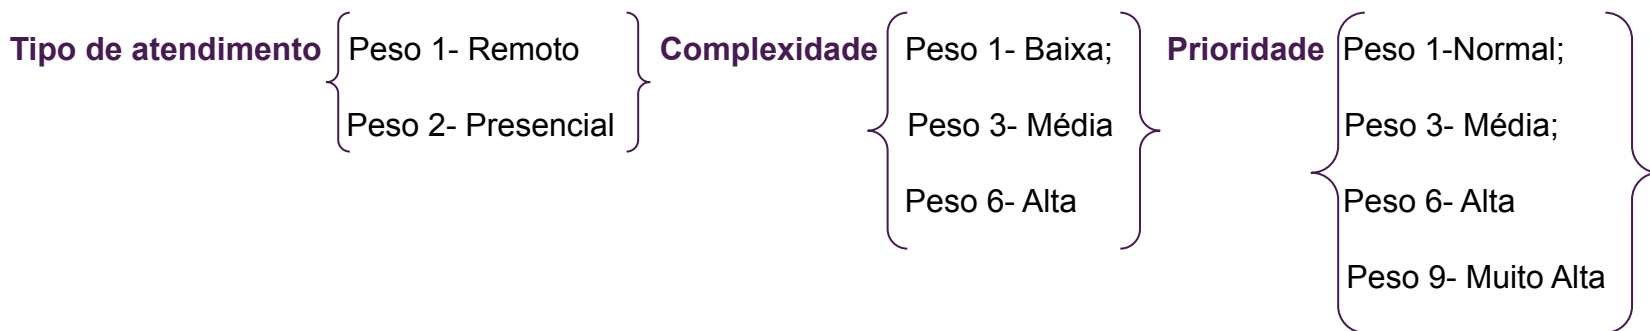 Tipo de atendimento
Peso 1- Remoto
Peso 2- Presencial
Complexidade
Peso 1- Baixa;
Peso 3- Média
Peso 6- Alta
Prioridade
Peso 1-Normal;
Peso 3- Média;
Peso 6- Alta
Peso 9- Muito Alta